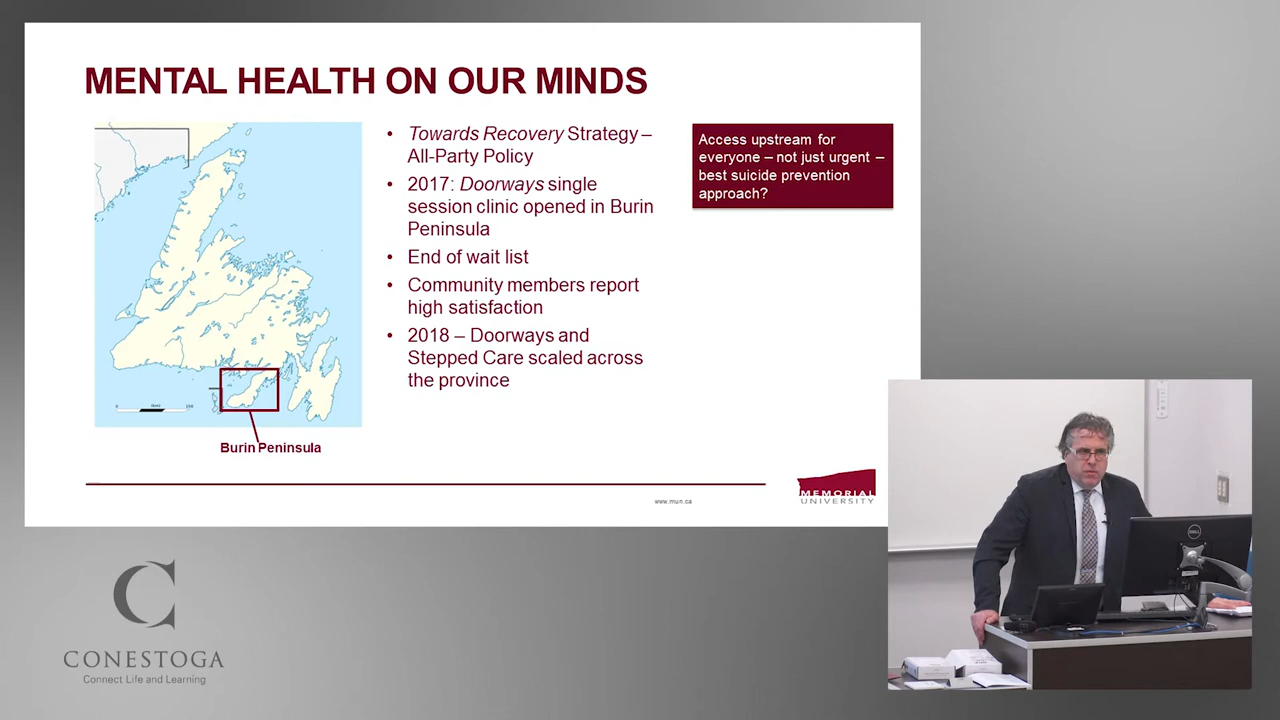 MENTAL HEALTH ON OUR MINDS
• Towards Recovery Strategy –
All-Party Policy
• 2017: Doorways single
session clinic opened in Burin
Peninsula
• End of wait list
• Community members report
high satisfaction
• 2018 – Doorways and
Stepped Care scaled across
the province
Access upstream for
everyone – not just urgent –
best suicide prevention
approach?
Burin Peninsula
www.mun.ca
MEMORIAL
UNIVERSITY
CONESTOGA
Connect Life and Learning
DELL